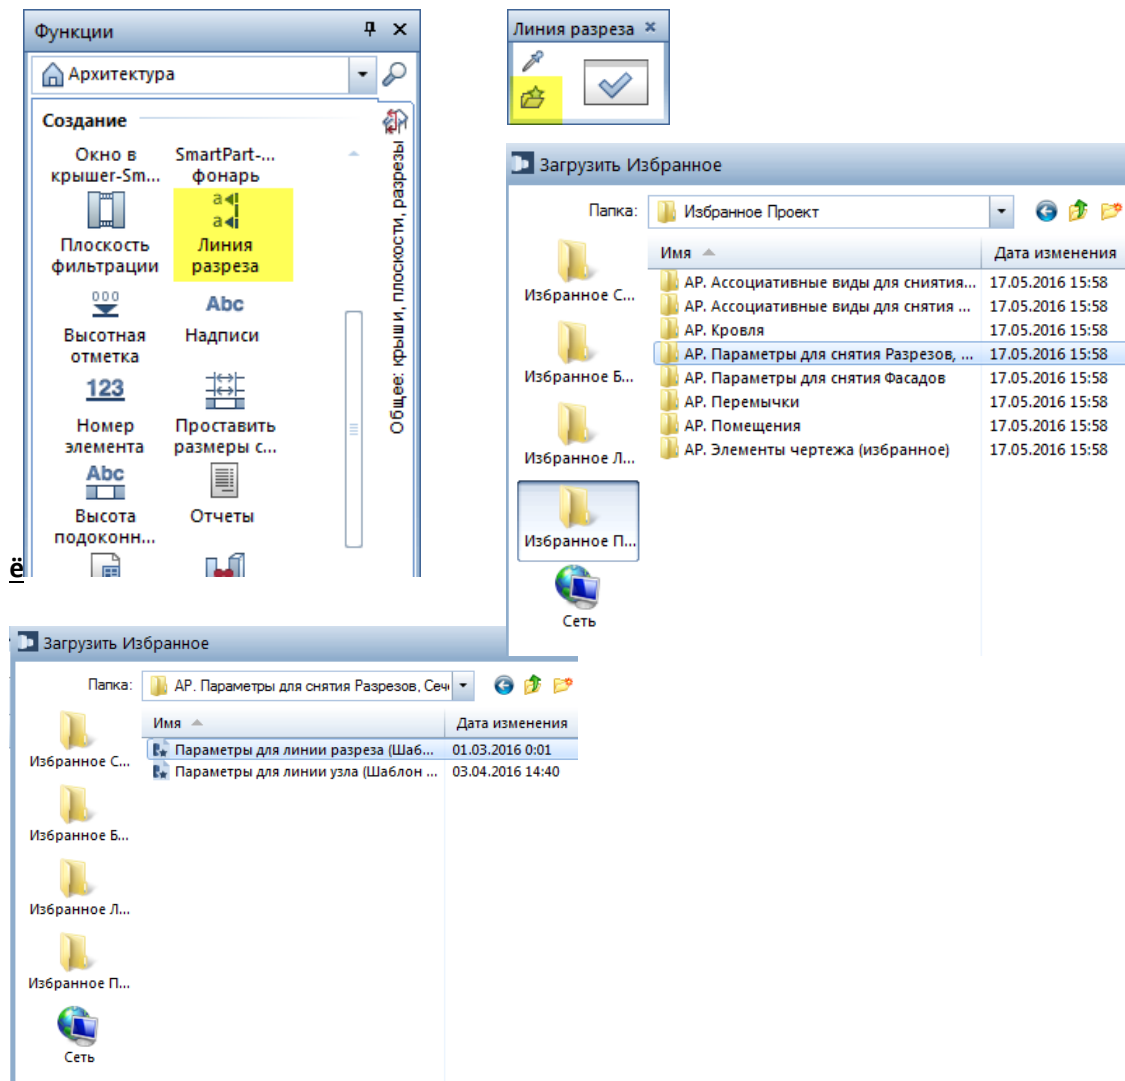 Функции
Архитектура
Создание
Окно в
крышер-Sm...
SmartPart-...
фонарь
Плоскость
фильтрации
a
a
Линия
разреза
000
Высотная
отметка
Abc
Надписи
123
Номер
элемента
Проставить
размеры с...
Abc
Высота
подоконн...
Отчеты
Общее: крыши, плоскости, разрезы
ё
Линия разреза
Загрузить Избранное
Папка:
Избранное Проект
Имя
Дата изменения
АР. Ассоциативные виды для сниятия... 17.05.2016 15:58
АР. Ассоциативные виды для снятия ... 17.05.2016 15:58
АР. Кровля 17.05.2016 15:58
АР. Параметры для снятия Разрезов, ... 17.05.2016 15:58
АР. Параметры для снятия Фасадов 17.05.2016 15:58
АР. Перемычки 17.05.2016 15:58
АР. Помещения 17.05.2016 15:58
АР. Элементы чертежа (избранное) 17.05.2016 15:58
Избранное С...
Избранное Б...
Избранное Л...
Избранное П...
Сеть
Загрузить Избранное
Папка:
АР. Параметры для снятия Разрезов, Сеч
Имя
Дата изменения
Параметры для линии разреза (Шаб... 01.03.2016 0:01
Параметры для линии узла (Шаблон ... 03.04.2016 14:40
Избранное С...
Избранное Б...
Избранное Л...
Избранное П...
Сеть